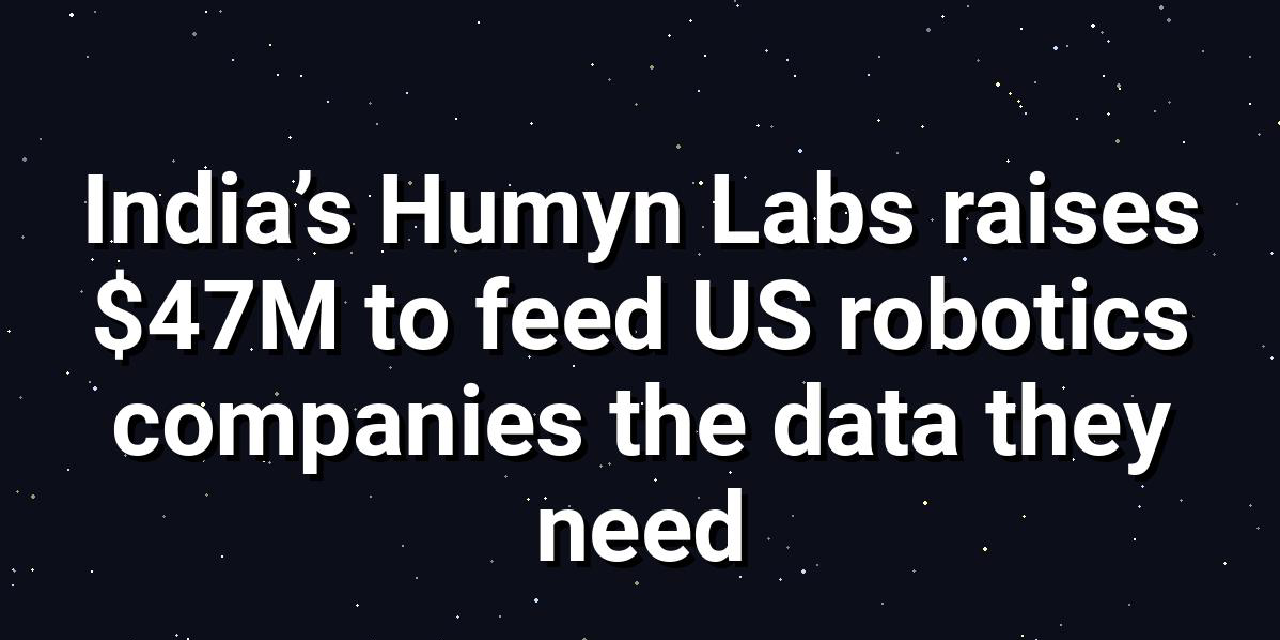 India’s Humyn Labs raises
$47M to feed US robotics
companies the data they
need